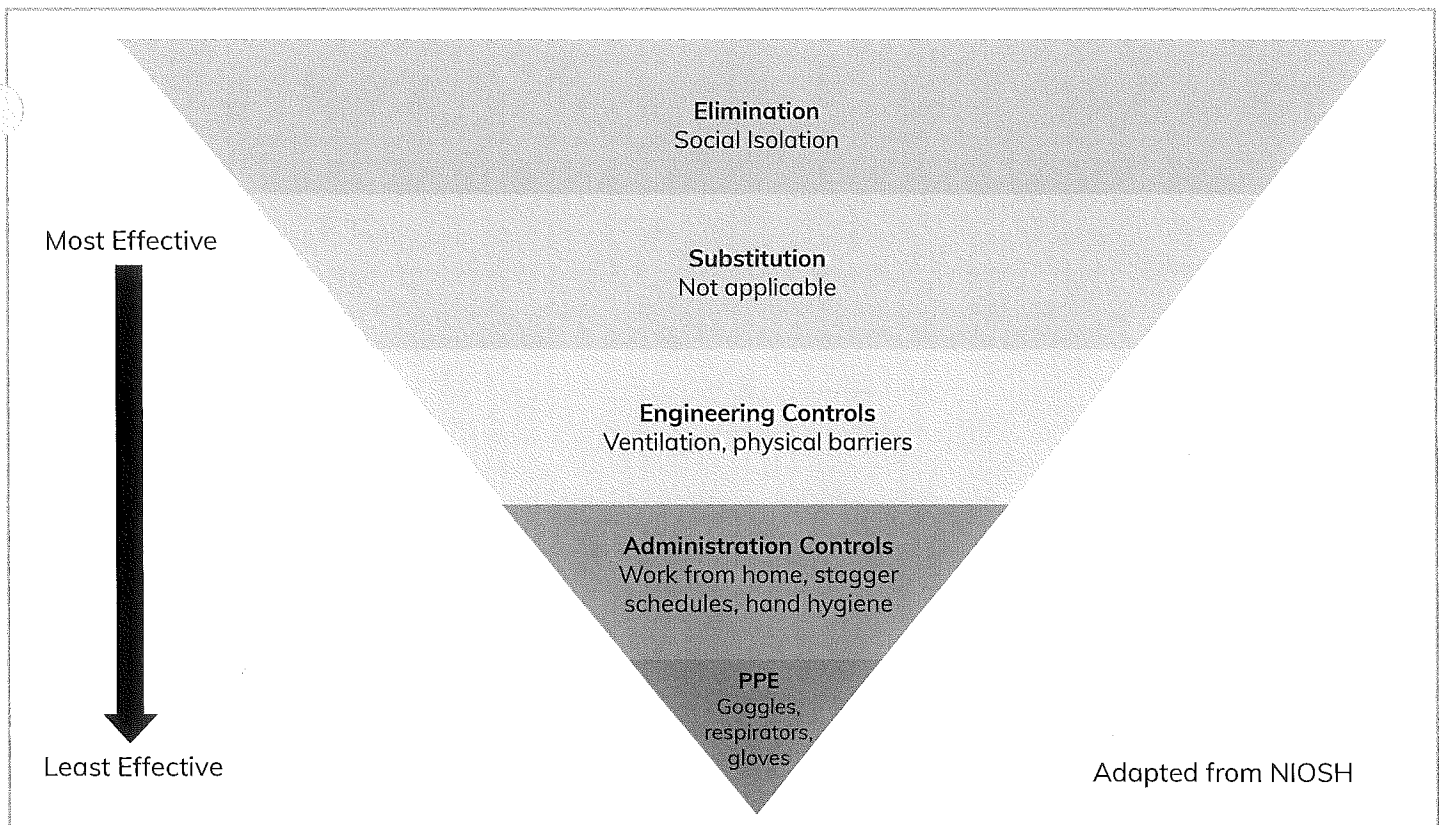 Elimination
Social Isolation
Most Effective
Substitution
Not applicable
Engineering Controls
Ventilation, physical barriers
Administration Controls
Work from home, stagger
schedules, hand hygiene
PPE
Goggles,
respirators,
gloves
Least Effective
Adapted from NIOSH